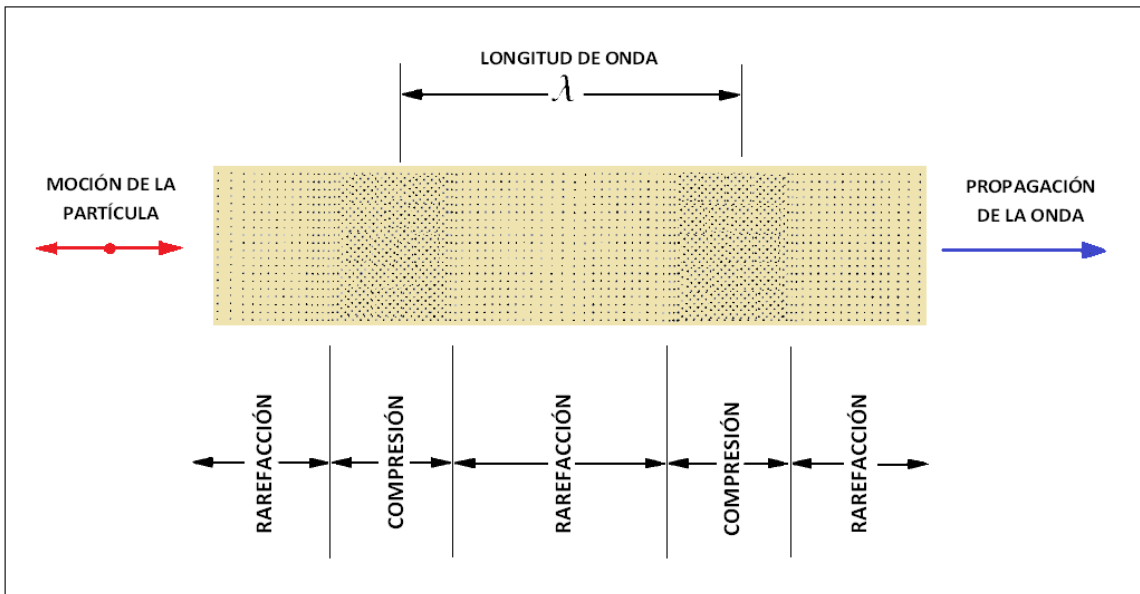 LONGITUD DE ONDA
λ
MOCIÓN DE LA
PARTÍCULA
PROPAGACIÓN
DE LA ONDA
RAREFACCIÓN
COMPRESIÓN
RAREFACCIÓN
COMPRESIÓN
RAREFACCIÓN